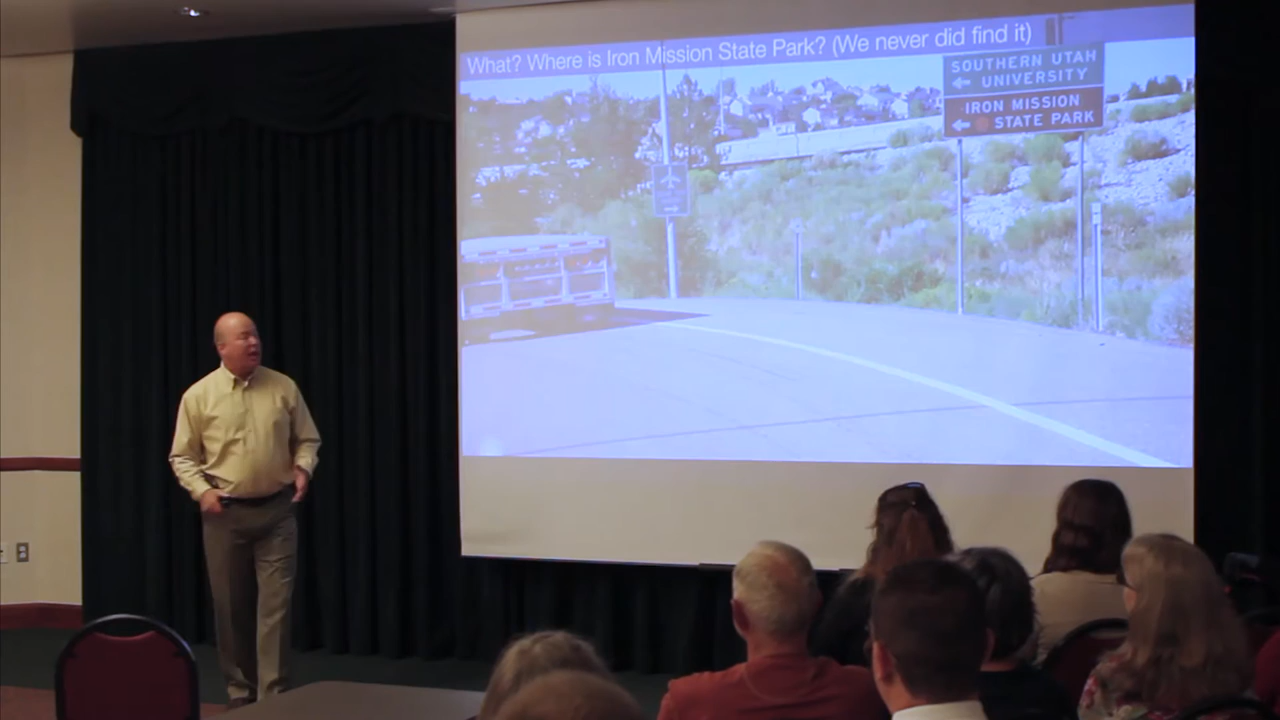 What? Where is Iron Mission State Park? (We never did find it)
SOUTHERN UTAH
UNIVERSITY
IRON MISSION
STATE PARK